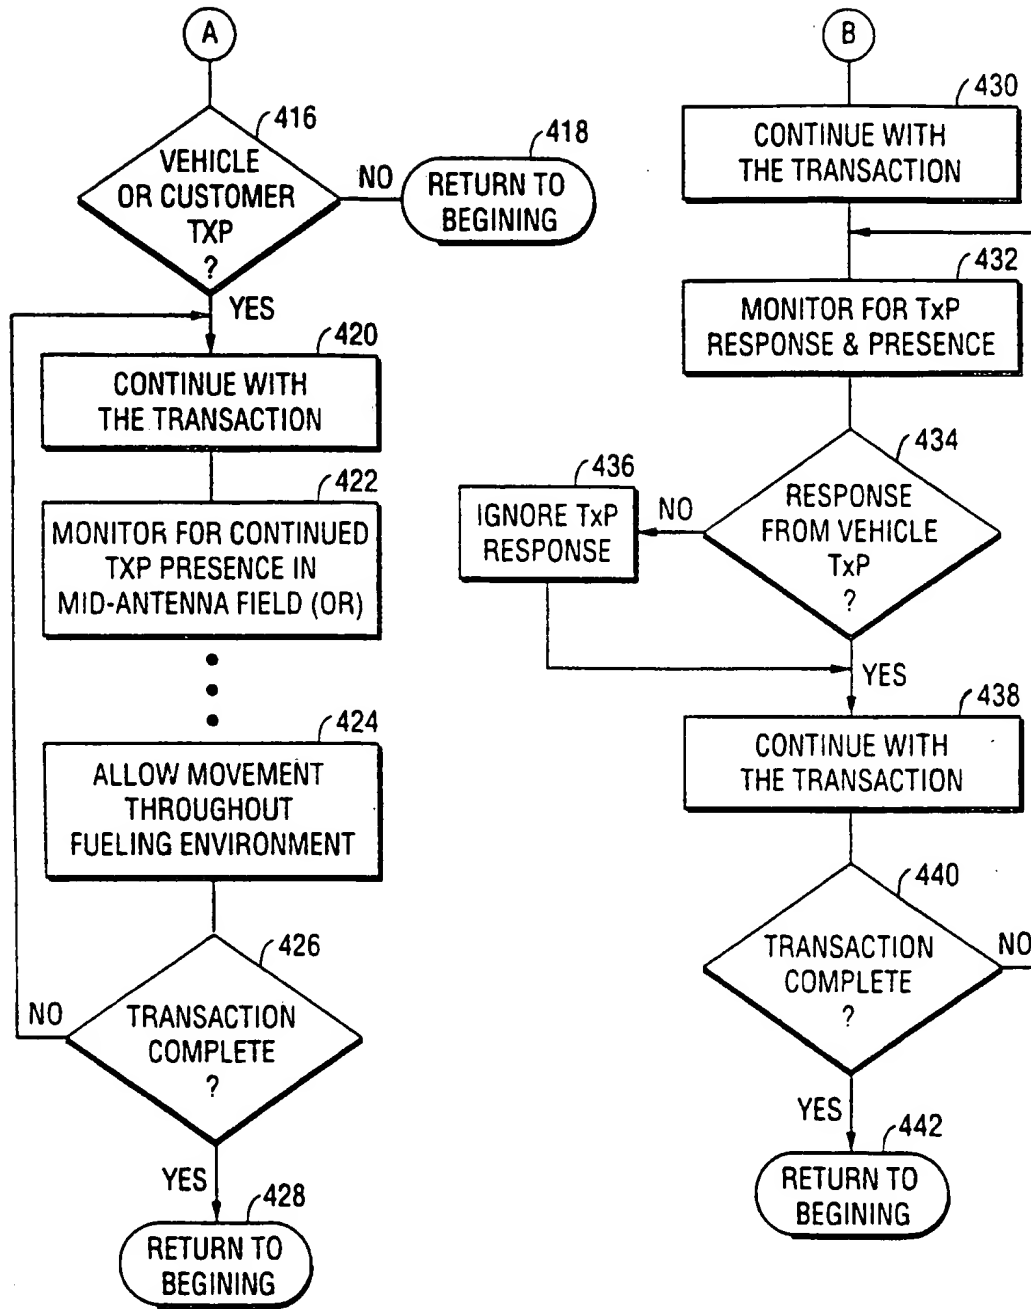 A
416
VEHICLE
OR CUSTOMER
TXP
?
NO
418
RETURN TO
BEGINING
YES
420
CONTINUE WITH
THE TRANSACTION
422
MONITOR FOR CONTINUED
TXP PRESENCE IN
MID-ANTENNA FIELD (OR)
424
ALLOW MOVEMENT
THROUGHOUT
FUELING ENVIRONMENT
426
TRANSACTION
COMPLETE
?
NO
YES
428
RETURN TO
BEGINING
B
430
CONTINUE WITH
THE TRANSACTION
432
MONITOR FOR TxP
RESPONSE & PRESENCE
434
RESPONSE
FROM VEHICLE
TxP
?
NO
436
IGNORE TxP
RESPONSE
YES
438
CONTINUE WITH
THE TRANSACTION
440
TRANSACTION
COMPLETE
?
NO
YES
442
RETURN TO
BEGINING